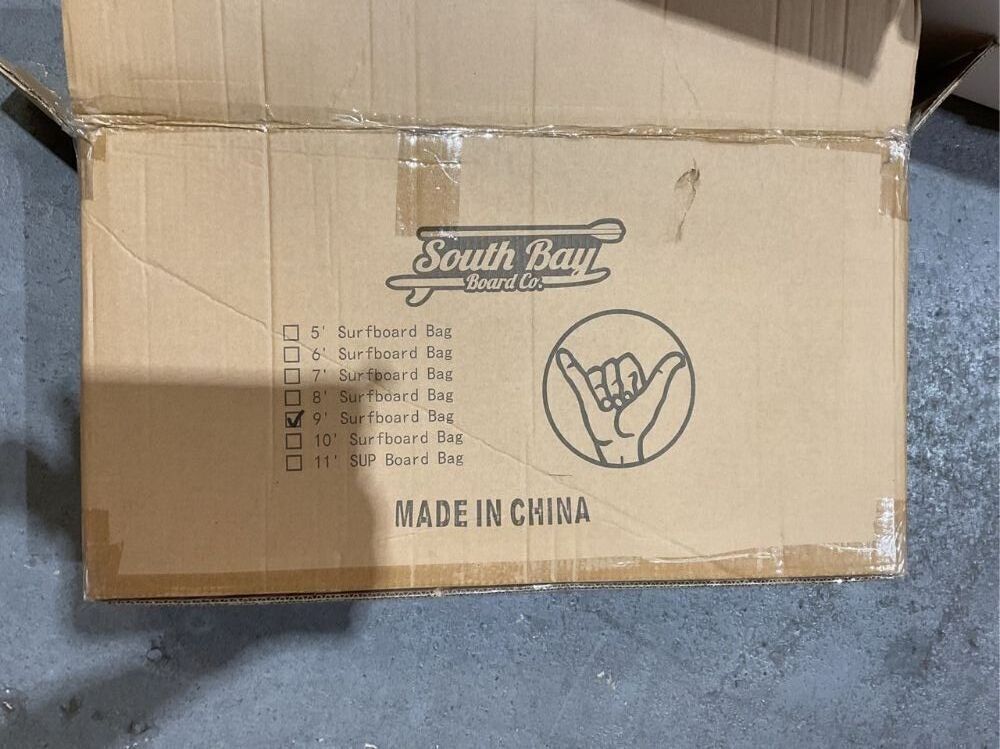 South Bay
Board Co.
5' Surfboard Bag
6' Surfboard Bag
7' Surfboard Bag
8' Surfboard Bag
9' Surfboard Bag
10' Surfboard Bag
11' SUP Board Bag
MADE IN CHINA